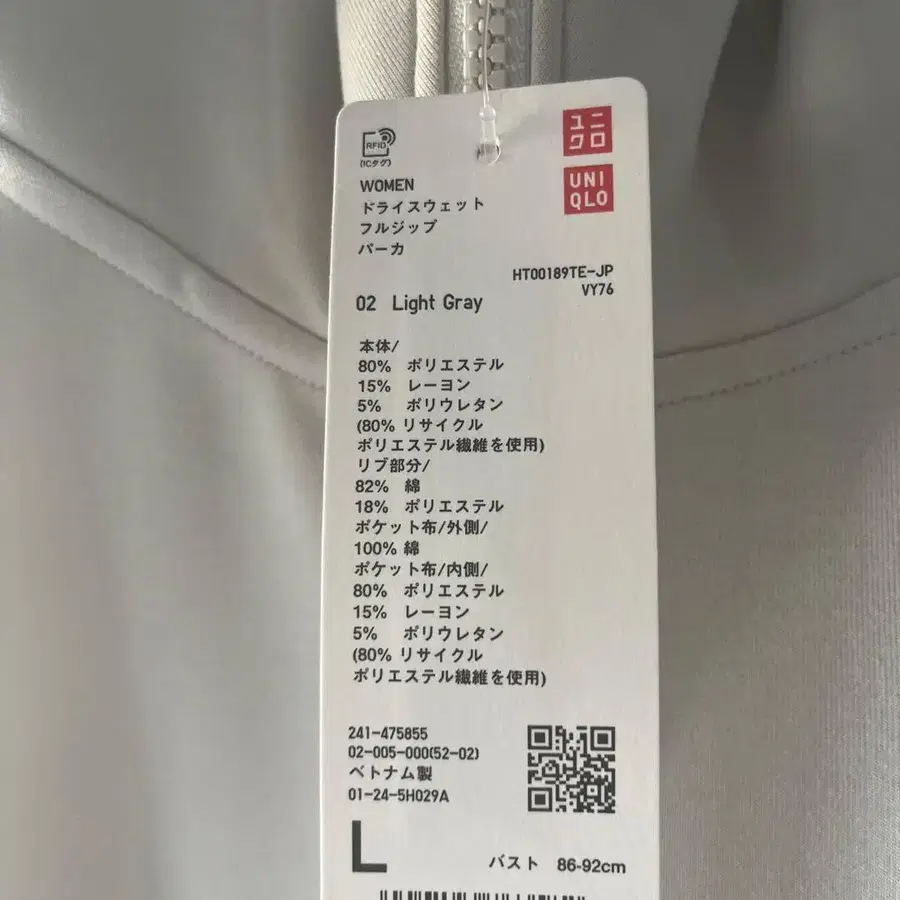 RFID
(ICタグ)
ユニ
クロ
UNI
QLO
WOMEN
ドライスウェット
フルジップ
パーカ
HT00189TE-JP
VY76
02 Light Gray
本体/
80% ポリエステル
15% レーヨン
5% ポリウレタン
(80% リサイクル
ポリエステル繊維を使用)
リブ部分/
82% 綿
18% ポリエステル
ポケット布/外側/
100% 綿
ポケット布/内側/
80% ポリエステル
15% レーヨン
5% ポリウレタン
(80% リサイクル
ポリエステル繊維を使用)
241-475855
02-005-000(52-02)
ベトナム製
01-24-5H029A
L
バスト 86-92cm